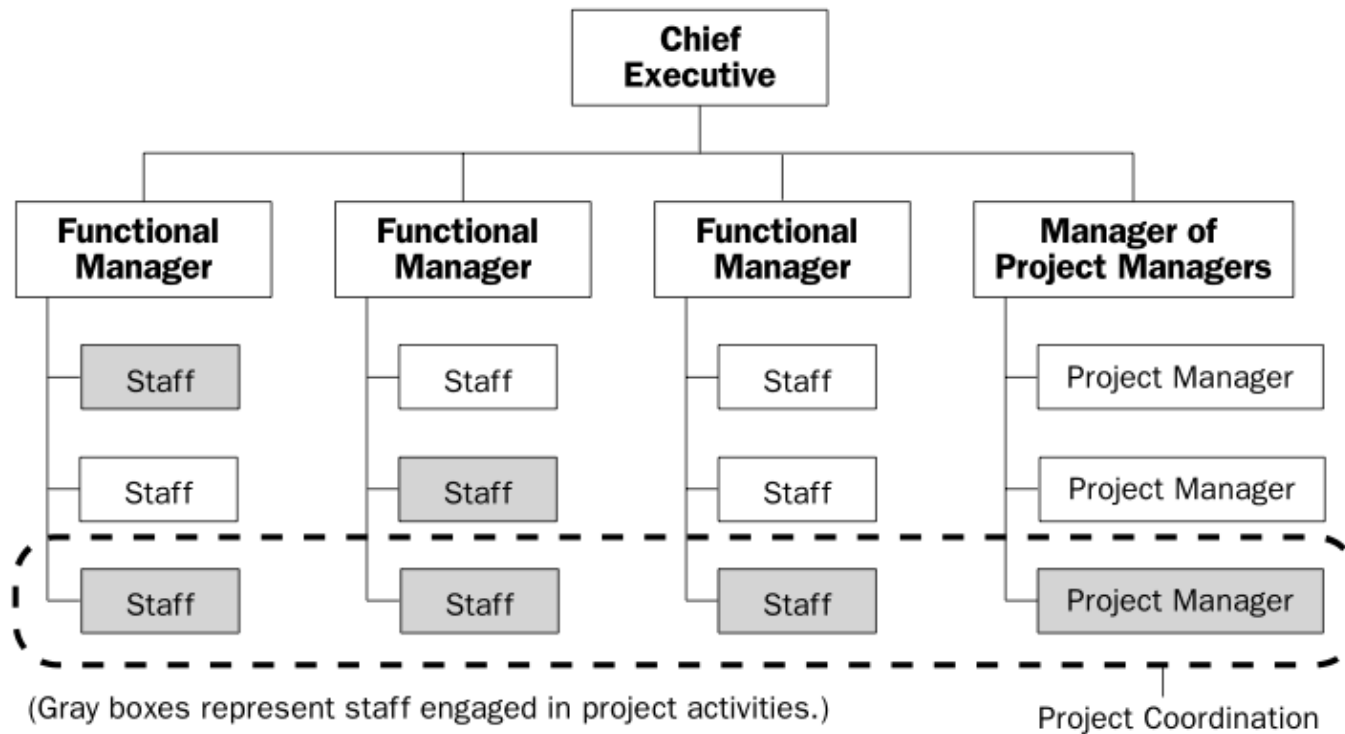 Chief
Executive
Functional
Manager
Functional
Manager
Functional
Manager
Manager of
Project Managers
Staff
Staff
Staff
Project Manager
Staff
Staff
Staff
Project Manager
Staff
Staff
Staff
Project Manager
(Gray boxes represent staff engaged in project activities.)
Project Coordination